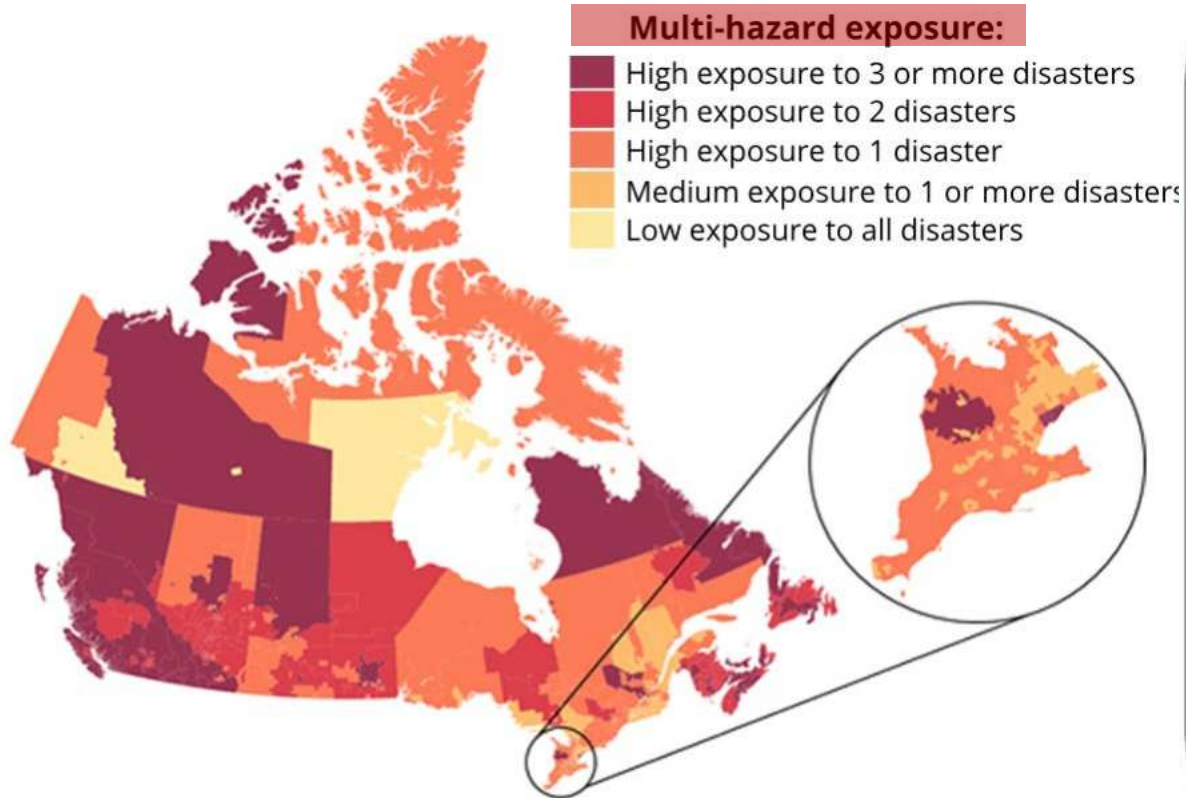 Multi-hazard exposure:
High exposure to 3 or more disasters
High exposure to 2 disasters
High exposure to 1 disaster
Medium exposure to 1 or more disasters
Low exposure to all disasters